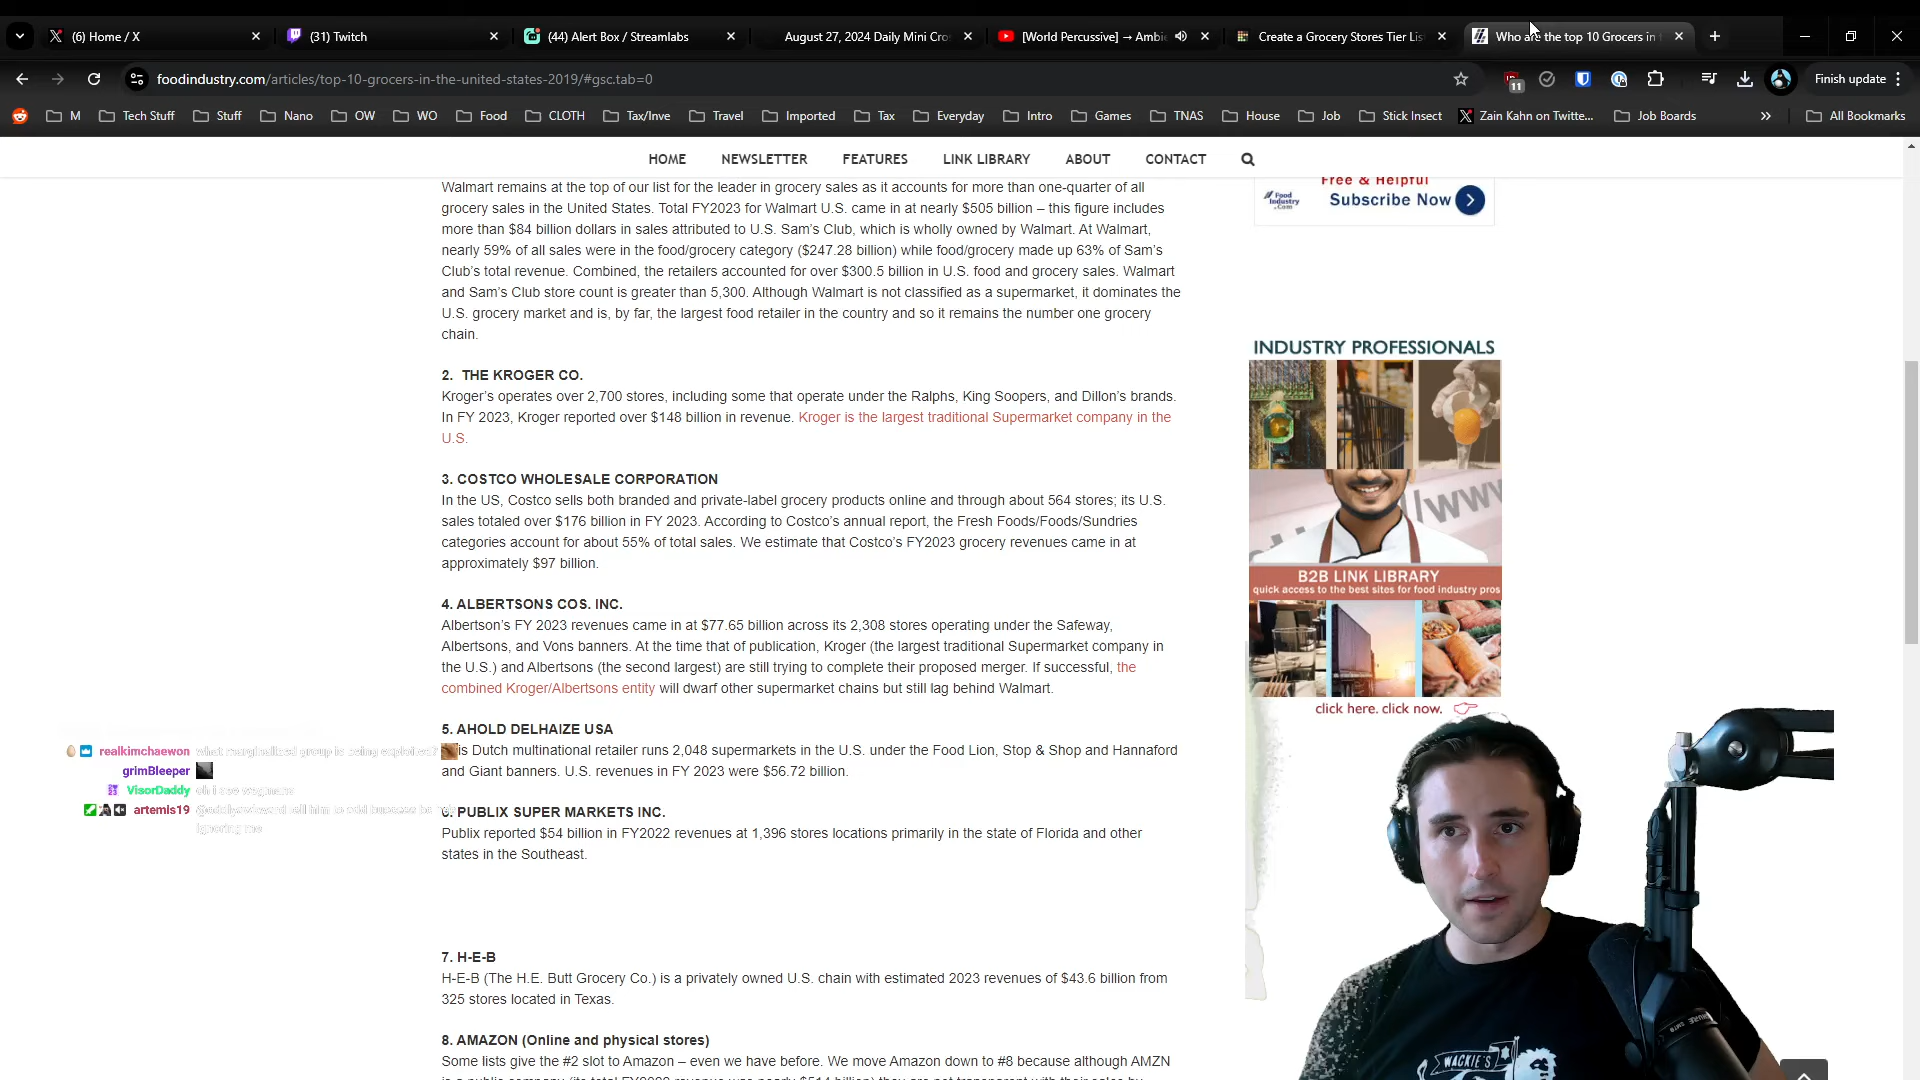 (6) Home / X
(31) Twitch
(44) Alert Box / Streamlabs
August 27, 2024 Daily Mini Cro
[World Percussive] → Ambi
Create a Grocery Stores Tier Lis
Who are the top 10 Grocers in
foodindustry.com/articles/top-10-grocers-in-the-united-states-2019/#gsc.tab=0
11
Finish update
M
Tech Stuff
Stuff
Nano
OW
WO
Food
CLOTH
Tax/Inve
Travel
Imported
Tax
Everyday
Intro
Games
TNAS
House
Job
Stick Insect
Zain Kahn on Twitte...
Job Boards
All Bookmarks
HOME
NEWSLETTER
FEATURES
LINK LIBRARY
ABOUT
CONTACT
Walmart remains at the top of our list for the leader in grocery sales as it accounts for more than one-quarter of all
grocery sales in the United States. Total FY2023 for Walmart U.S. came in at nearly $505 billion – this figure includes
more than $84 billion dollars in sales attributed to U.S. Sam's Club, which is wholly owned by Walmart. At Walmart,
nearly 59% of all sales were in the food/grocery category ($247.28 billion) while food/grocery made up 63% of Sam's
Club's total revenue. Combined, the retailers accounted for over $300.5 billion in U.S. food and grocery sales. Walmart
and Sam's Club store count is greater than 5,300. Although Walmart is not classified as a supermarket, it dominates the
U.S. grocery market and is, by far, the largest food retailer in the country and so it remains the number one grocery
chain.
2. THE KROGER CO.
Kroger's operates over 2,700 stores, including some that operate under the Ralphs, King Soopers, and Dillon's brands.
In FY 2023, Kroger reported over $148 billion in revenue. Kroger is the largest traditional Supermarket company in the
U.S.
3. COSTCO WHOLESALE CORPORATION
In the US, Costco sells both branded and private-label grocery products online and through about 564 stores; its U.S.
sales totaled over $176 billion in FY 2023. According to Costco's annual report, the Fresh Foods/Foods/Sundries
categories account for about 55% of total sales. We estimate that Costco's FY2023 grocery revenues came in at
approximately $97 billion.
4. ALBERTSONS COS. INC.
Albertson's FY 2023 revenues came in at $77.65 billion across its 2,308 stores operating under the Safeway,
Albertsons, and Vons banners. At the time that of publication, Kroger (the largest traditional Supermarket company in
the U.S.) and Albertsons (the second largest) are still trying to complete their proposed merger. If successful, the
combined Kroger/Albertsons entity will dwarf other supermarket chains but still lag behind Walmart.
5. AHOLD DELHAIZE USA
is Dutch multinational retailer runs 2,048 supermarkets in the U.S. under the Food Lion, Stop & Shop and Hannaford
and Giant banners. U.S. revenues in FY 2023 were $56.72 billion.
6. PUBLIX SUPER MARKETS INC.
Publix reported $54 billion in FY2022 revenues at 1,396 stores locations primarily in the state of Florida and other
states in the Southeast.
7. H-E-B
H-E-B (The H.E. Butt Grocery Co.) is a privately owned U.S. chain with estimated 2023 revenues of $43.6 billion from
325 stores located in Texas.
8. AMAZON (Online and physical stores)
Some lists give the #2 slot to Amazon – even we have before. We move Amazon down to #8 because although AMZN
realkimchaewon what marginalized group is being exploited?
grimBleeper
VisorDaddy oh i see wegmans
artemis19
ignoring me
Free & Helpful
Food
Industry
.Com
Subscribe Now
INDUSTRY PROFESSIONALS
B2B LINK LIBRARY
quick access to the best sites for food industry pros
click here. click now.
WACKIE'S